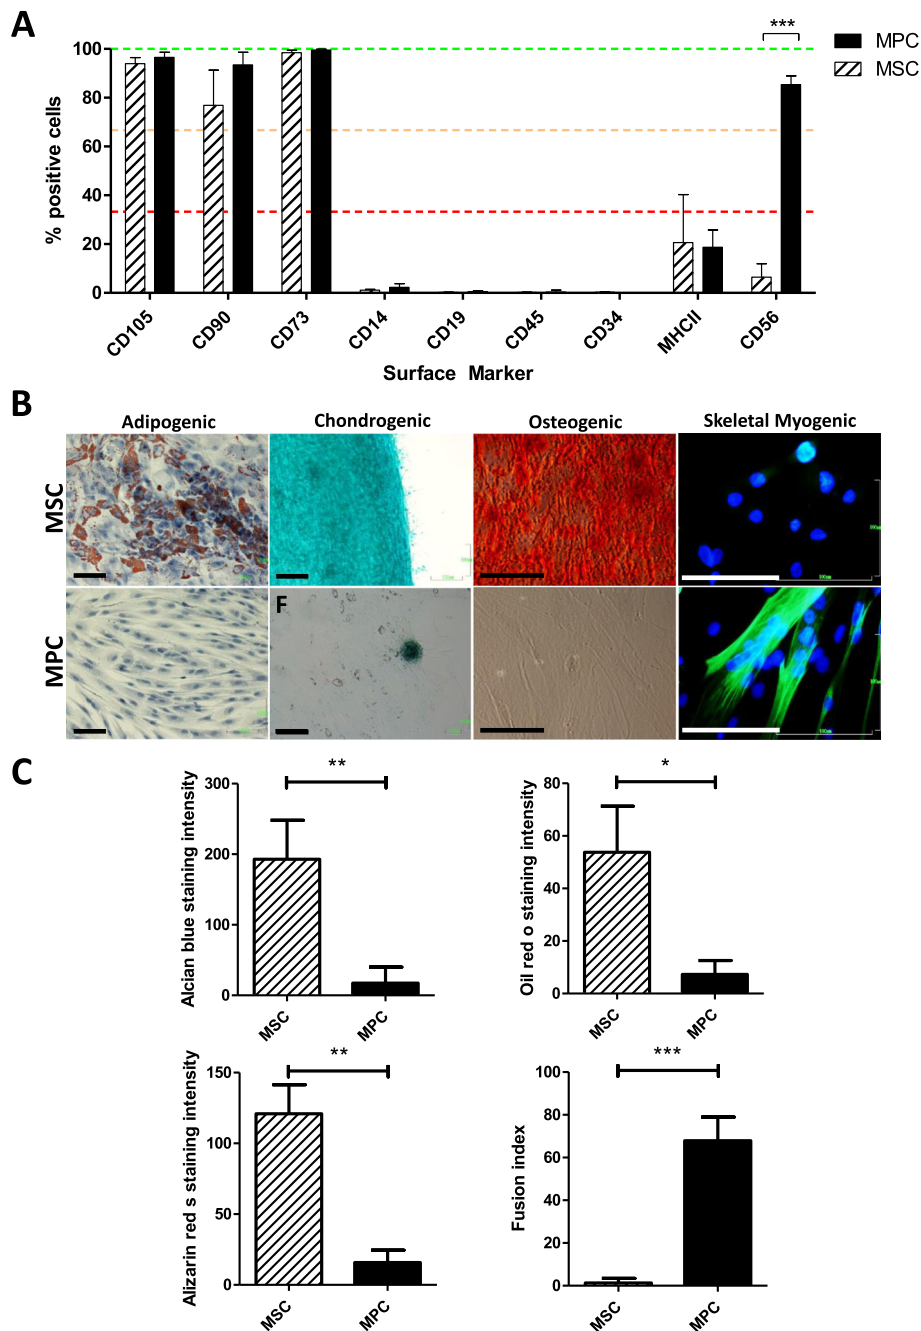 A
***
MPC
MSC
% positive cells
100
80
60
40
20
0
CD105
CD90
CD73
CD14
CD19
CD45
CD34
MHCII
CD56
Surface Marker
B
Adipogenic
Chondrogenic
Osteogenic
Skeletal Myogenic
MSC
MPC
F
C
**
Alcian blue staining intensity
300
200
100
0
MSC
MPC
*
Oil red o staining intensity
80
60
40
20
0
MSC
MPC
**
Alizarin red s staining intensity
150
100
50
0
MSC
MPC
***
Fusion index
100
80
60
40
20
0
MSC
MPC